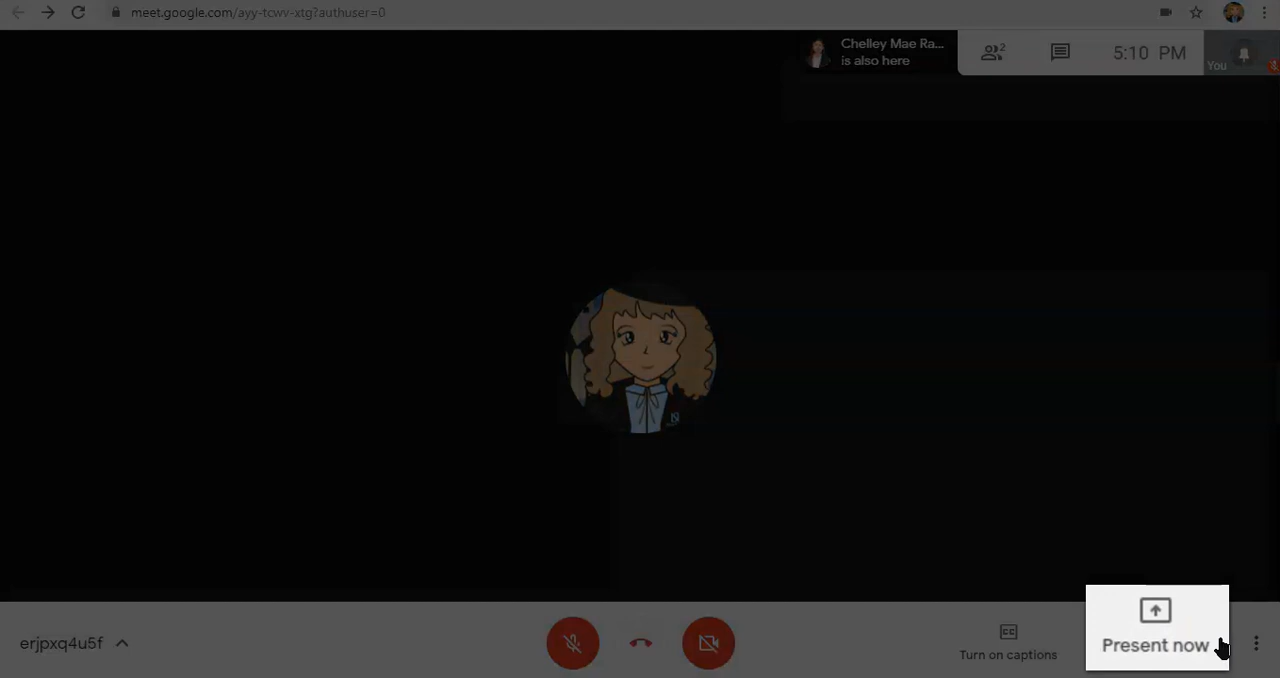 meet.google.com/ayy-tcwv-xtg?authuser=0
Chelley Mae Ra...
is also here
2
5:10 PM
You
erjpxq4u5f
CC
Turn on captions
Present now